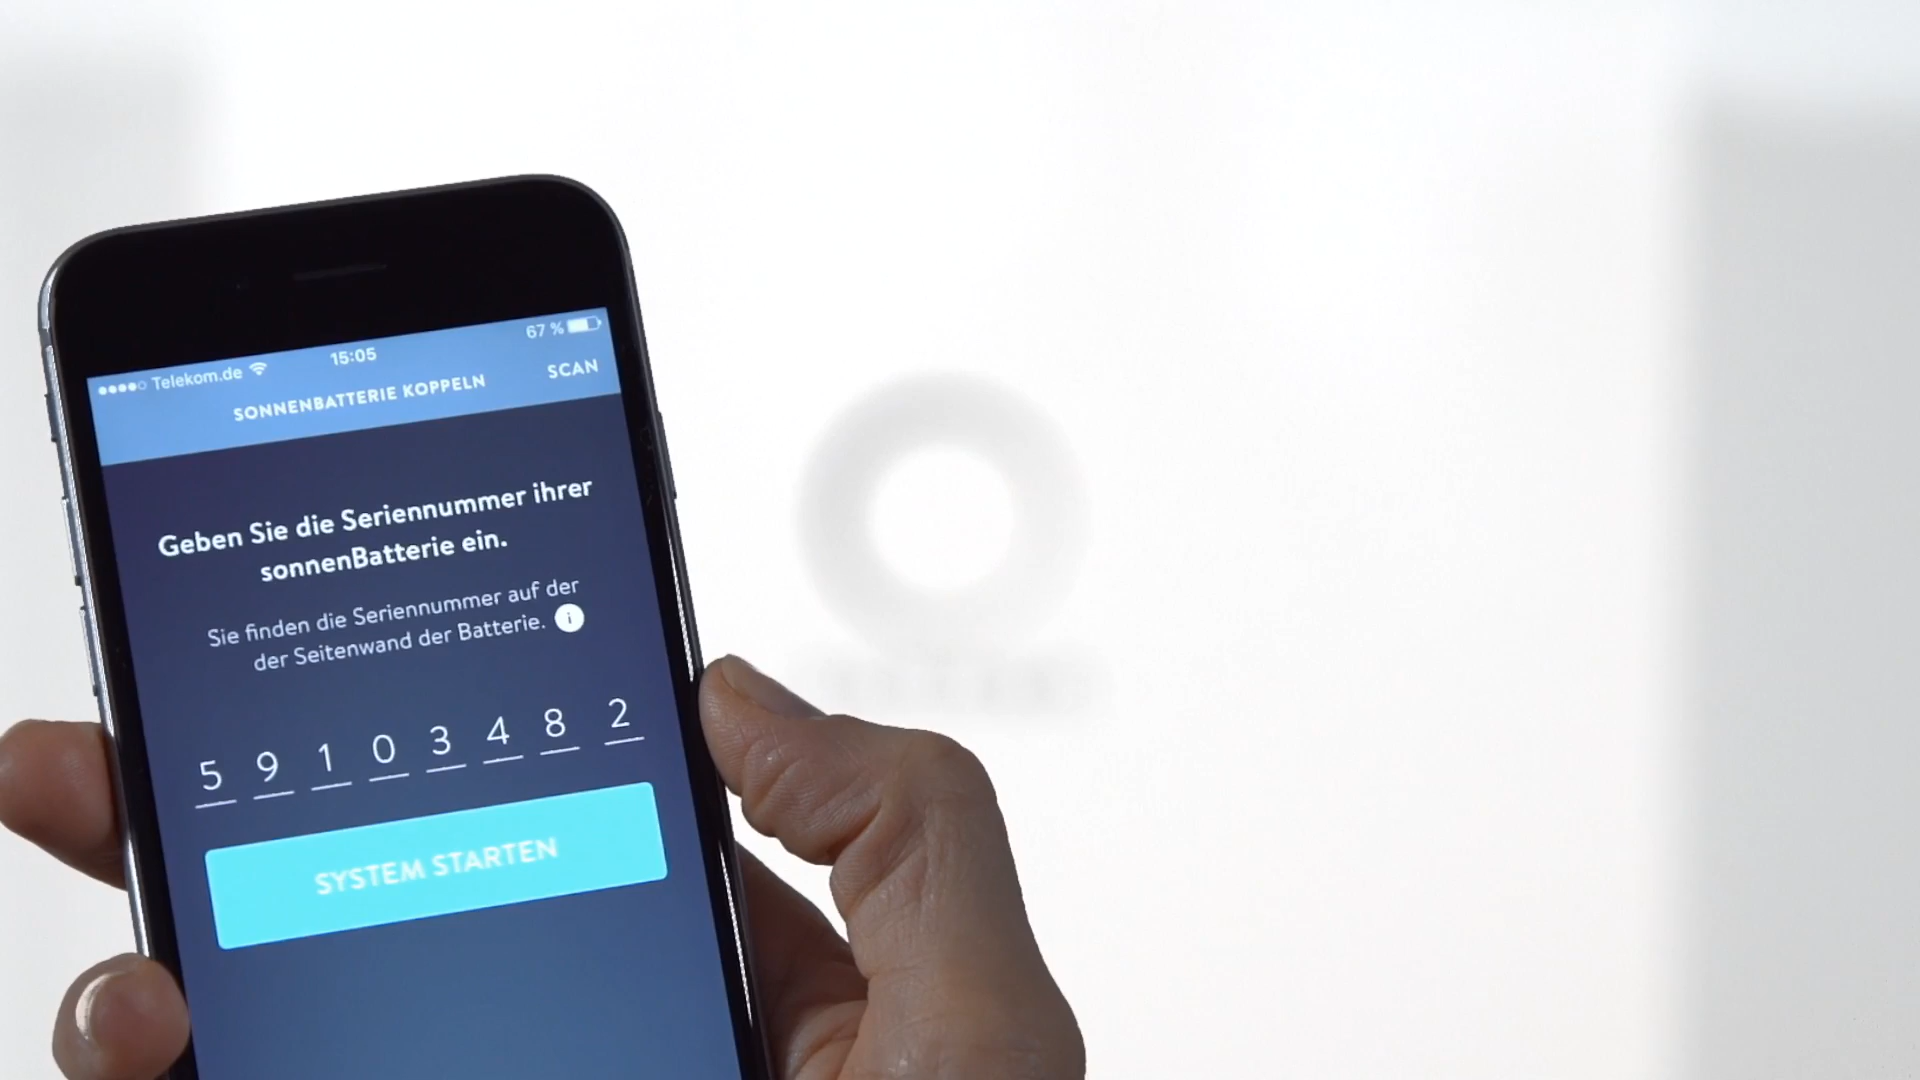 Telekom.de 15:05 67 %
SONNENBATTERIE KOPPELN SCAN
Geben Sie die Seriennummer ihrer
sonnenBatterie ein.
Sie finden die Seriennummer auf der
der Seitenwand der Batterie. i
5 9 1 0 3 4 8 2
SYSTEM STARTEN